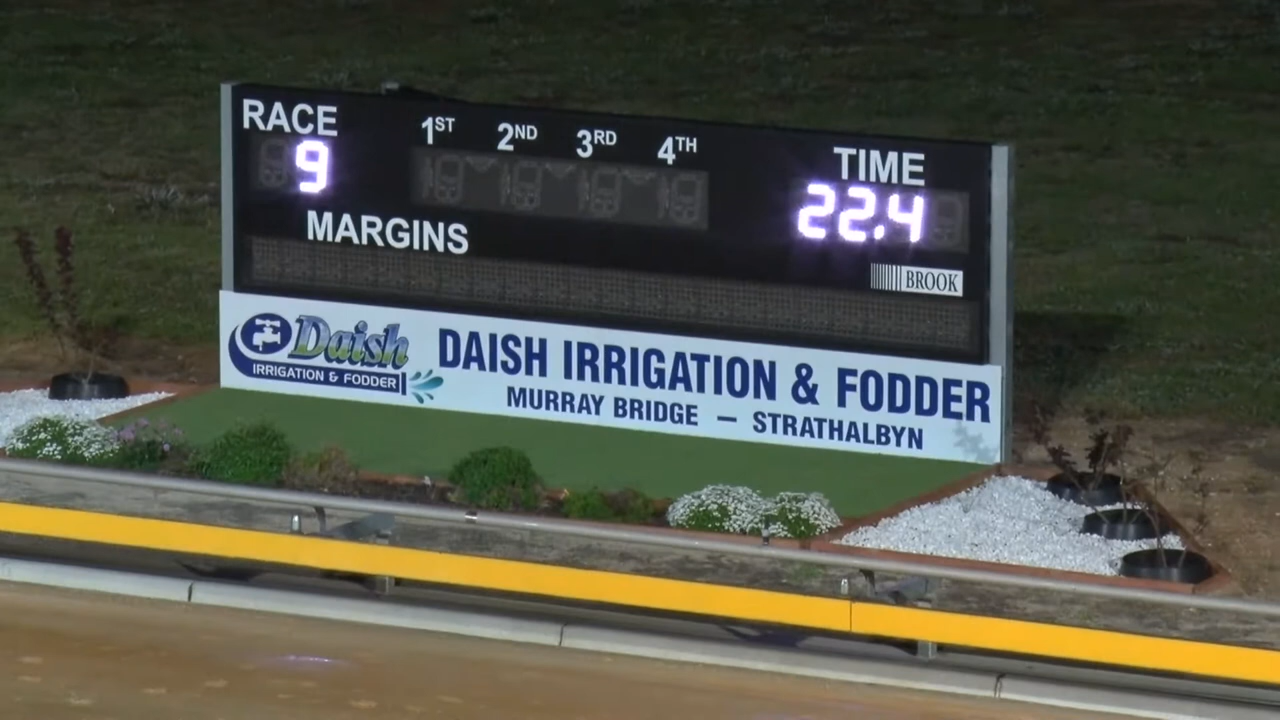 RACE 1ST 2ND 3RD 4TH TIME
9 22.4
MARGINS
BROOK
Daish
IRRIGATION & FODDER
DAISH IRRIGATION & FODDER
MURRAY BRIDGE — STRATHALBYN